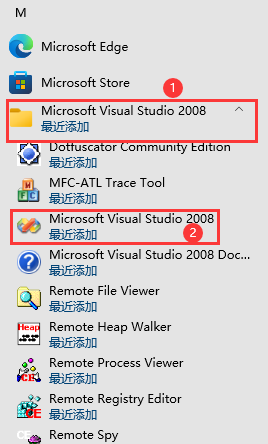 M
Microsoft Edge
Microsoft Store
1
Microsoft Visual Studio 2008
最近添加
Dotfuscator Community Edition
最近添加
MFC-ATL Trace Tool
最近添加
Microsoft Visual Studio 2008
最近添加
2
Microsoft Visual Studio 2008 Doc...
最近添加
Remote File Viewer
最近添加
Heap
Remote Heap Walker
最近添加
Remote Process Viewer
最近添加
CE
Remote Registry Editor
最近添加
CE
Remote Spy